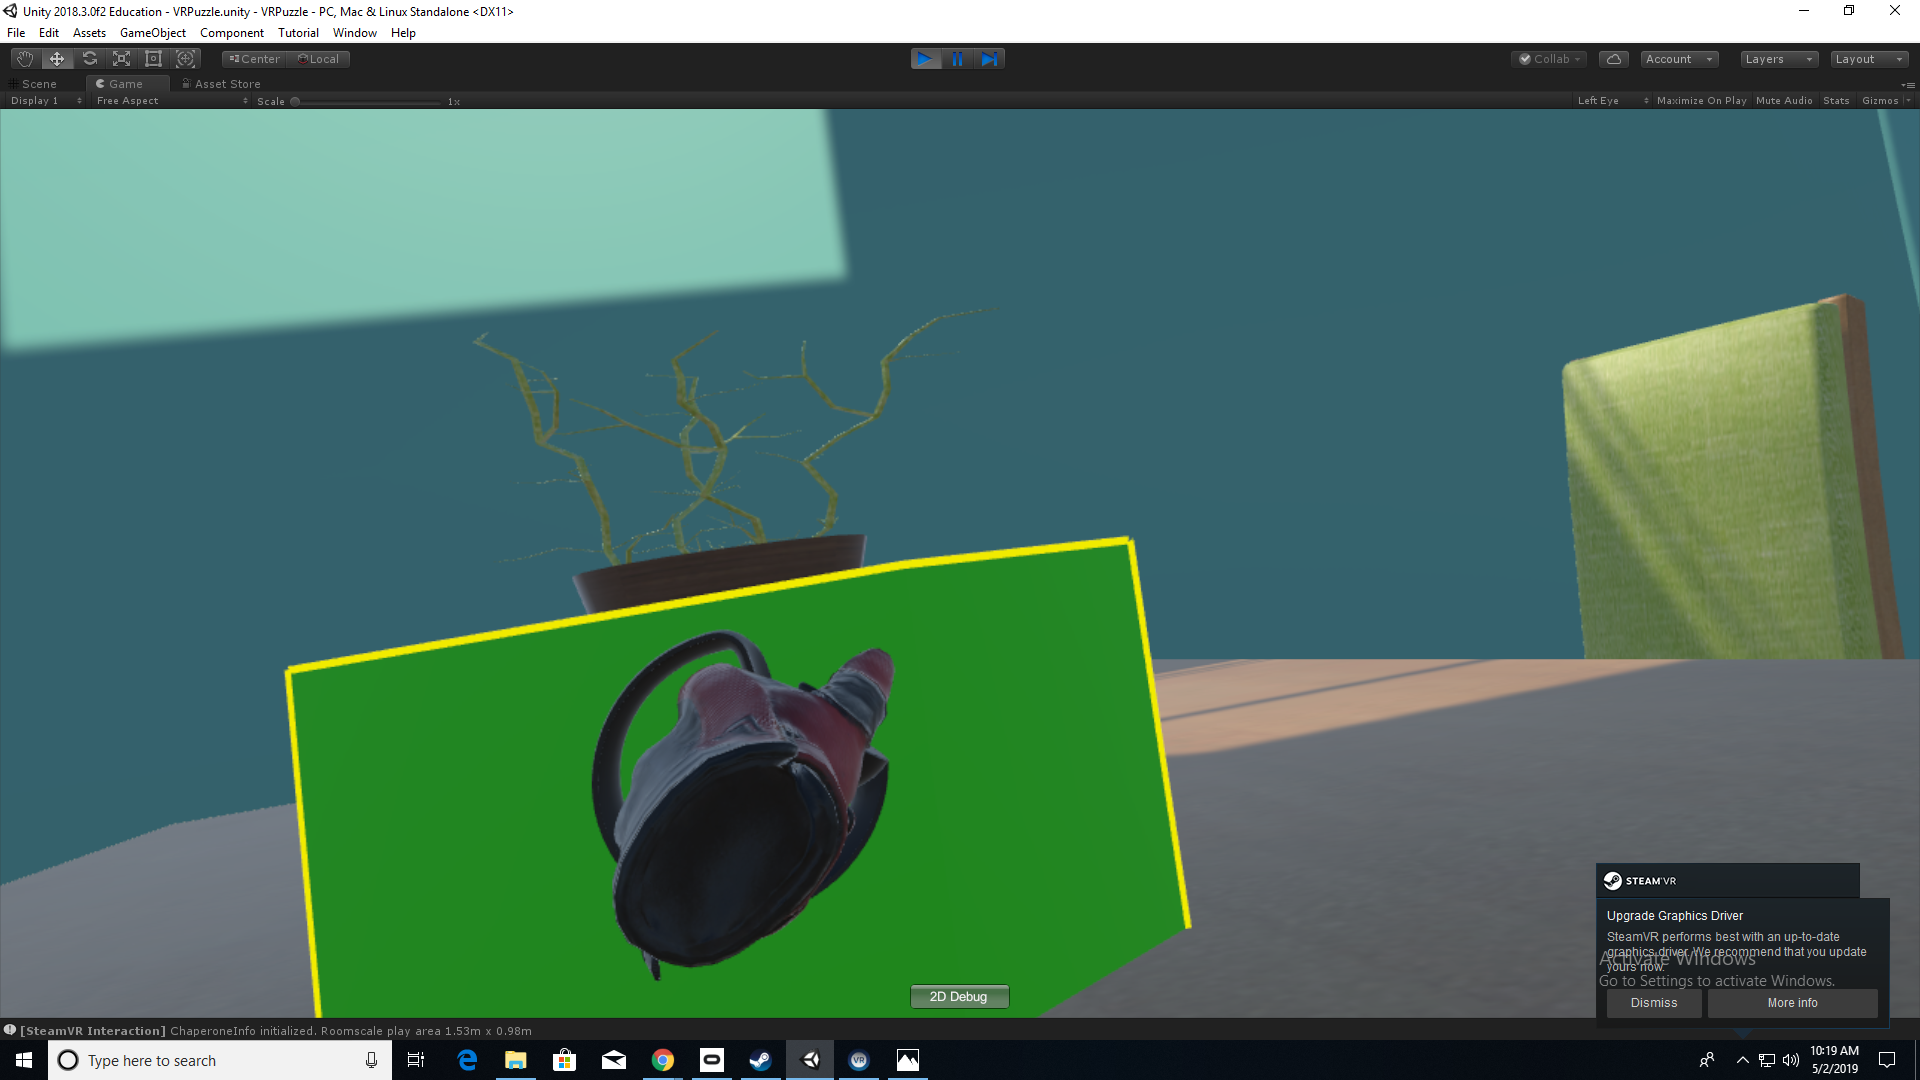 Unity 2018.3.0f2 Education - VRPuzzle.unity - VRPuzzle - PC, Mac & Linux Standalone <DX11>
File Edit Assets GameObject Component Tutorial Window Help
Center Local Collab Account Layers Layout
Scene Game Asset Store
Display 1 Free Aspect Scale 1x Left Eye Maximize On Play Mute Audio Stats Gizmos
STEAM VR
Upgrade Graphics Driver
SteamVR performs best with an up-to-date
graphics driver. We recommend that you update
yours now.
Activate Windows
Go to Settings to activate Windows.
Dismiss More info
2D Debug
[SteamVR Interaction] ChaperoneInfo initialized. Roomscale play area 1.53m x 0.98m
Type here to search
VR
10:19 AM
5/2/2019